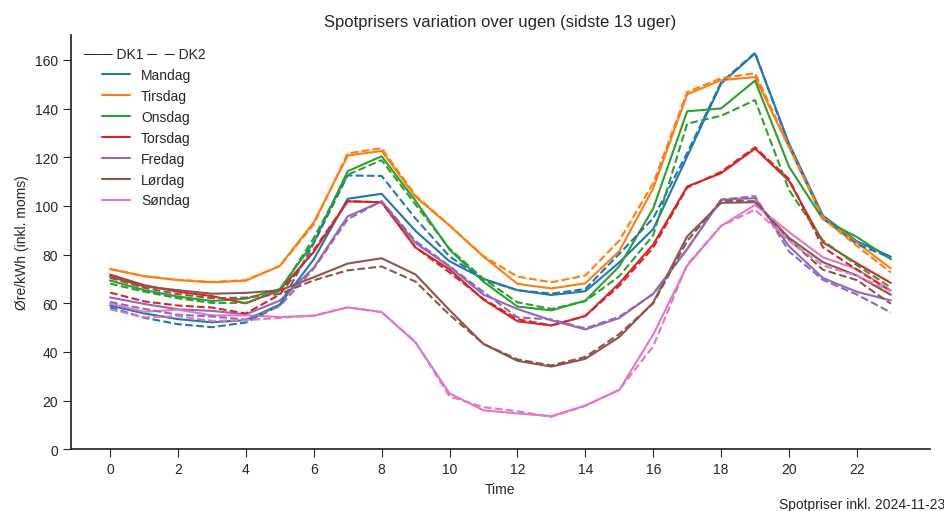 Spotprisers variation over ugen (sidste 13 uger)
DK1 DK2
Mandag
Tirsdag
Onsdag
Torsdag
Fredag
Lørdag
Søndag
Øre/kWh (inkl. moms)
160
140
120
100
80
60
40
20
0
0 2 4 6 8 10 12 14 16 18 20 22
Time
Spotpriser inkl. 2024-11-23